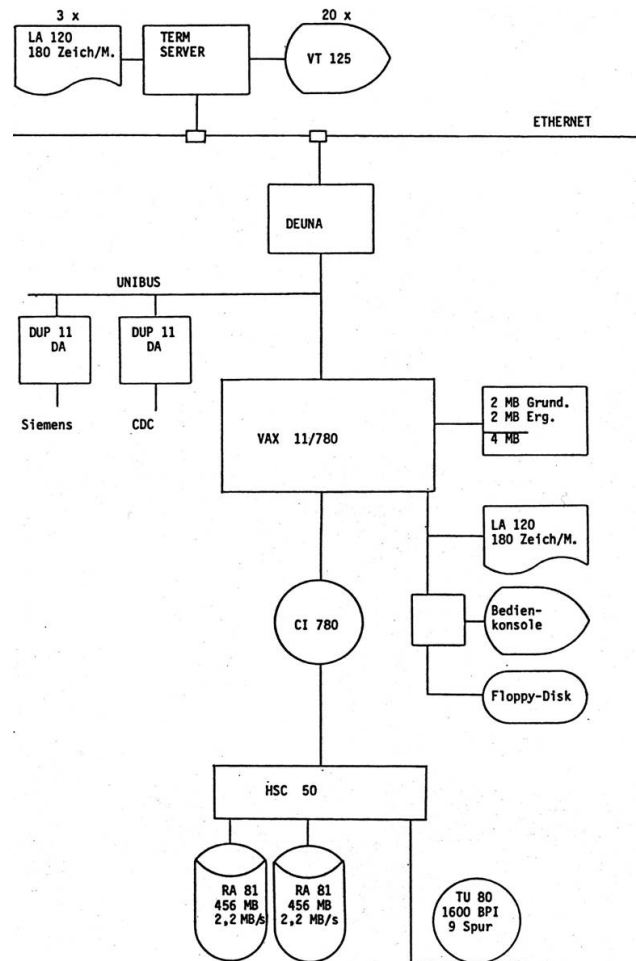 3 x
LA 120
180 Zeich/M.
TERM
SERVER
20 x
VT 125
ETHERNET
DEUNA
UNIBUS
DUP 11
DA
DUP 11
DA
Siemens
CDC
VAX 11/780
2 MB Grund.
2 MB Erg.
4 MB
LA 120
180 Zeich/M.
CI 780
Bedien-
konsole
Floppy-Disk
HSC 50
RA 81
456 MB
2,2 MB/s
RA 81
456 MB
2,2 MB/s
TU 80
1600 BPI
9 Spur